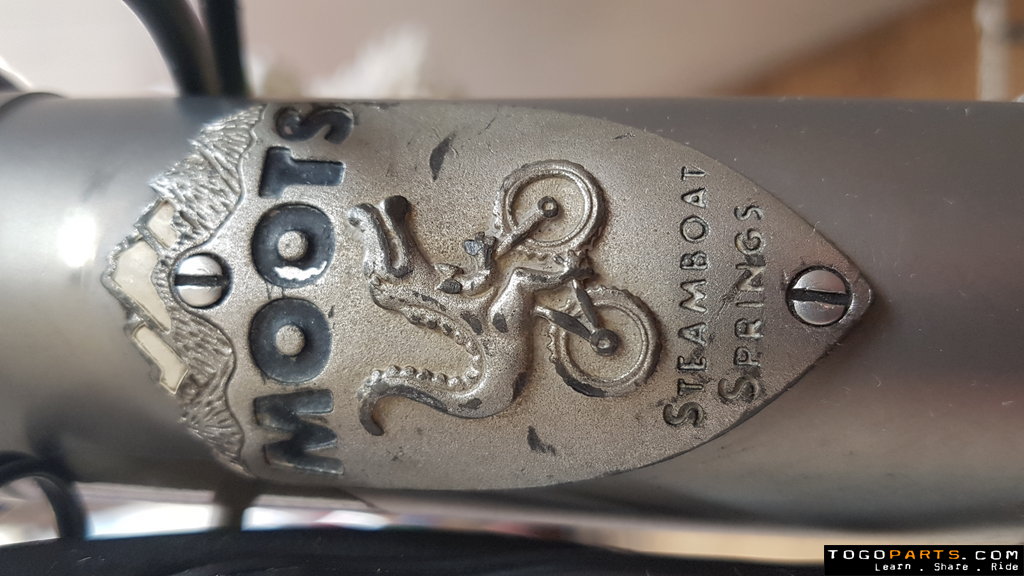 MOOTS
STEAMBOAT
SPRINGS
TOGOPARTS.COM
Learn . Share . Ride